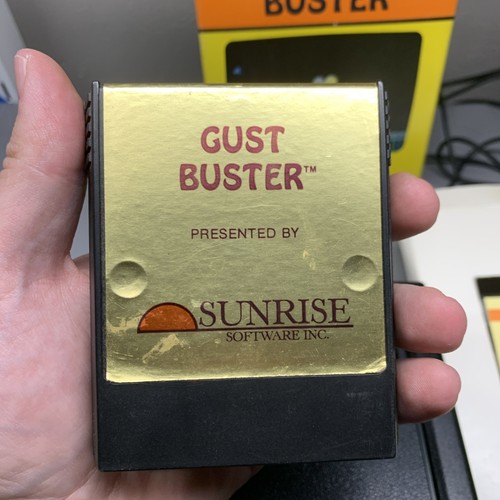 BUSTER
GUST
BUSTER™
PRESENTED BY
SUNRISE
SOFTWARE INC.